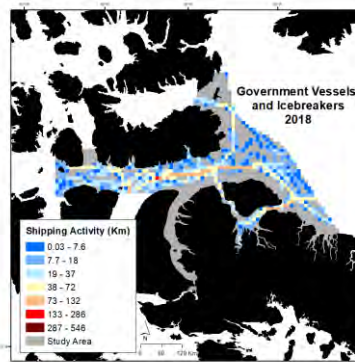 Government Vessels
and Icebreakers
2018
Shipping Activity (Km)
0.03 - 7.6
7.7 - 18
19 - 37
38 - 72
73 - 132
133 - 286
287 - 546
Study Area